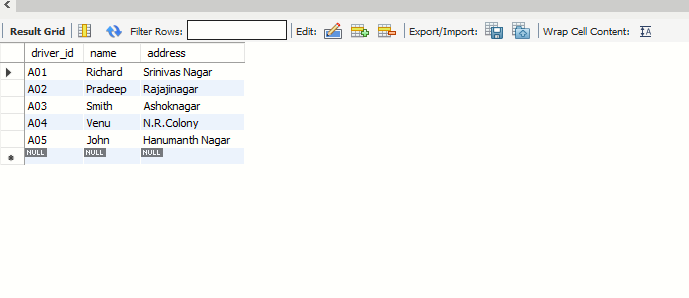 Result Grid Filter Rows: Edit: Export/Import: Wrap Cell Content: IA
driver_id name address
A01 Richard Srinivas Nagar
A02 Pradeep Rajajinagar
A03 Smith Ashoknagar
A04 Venu N.R.Colony
A05 John Hanumanth Nagar
NULL NULL NULL